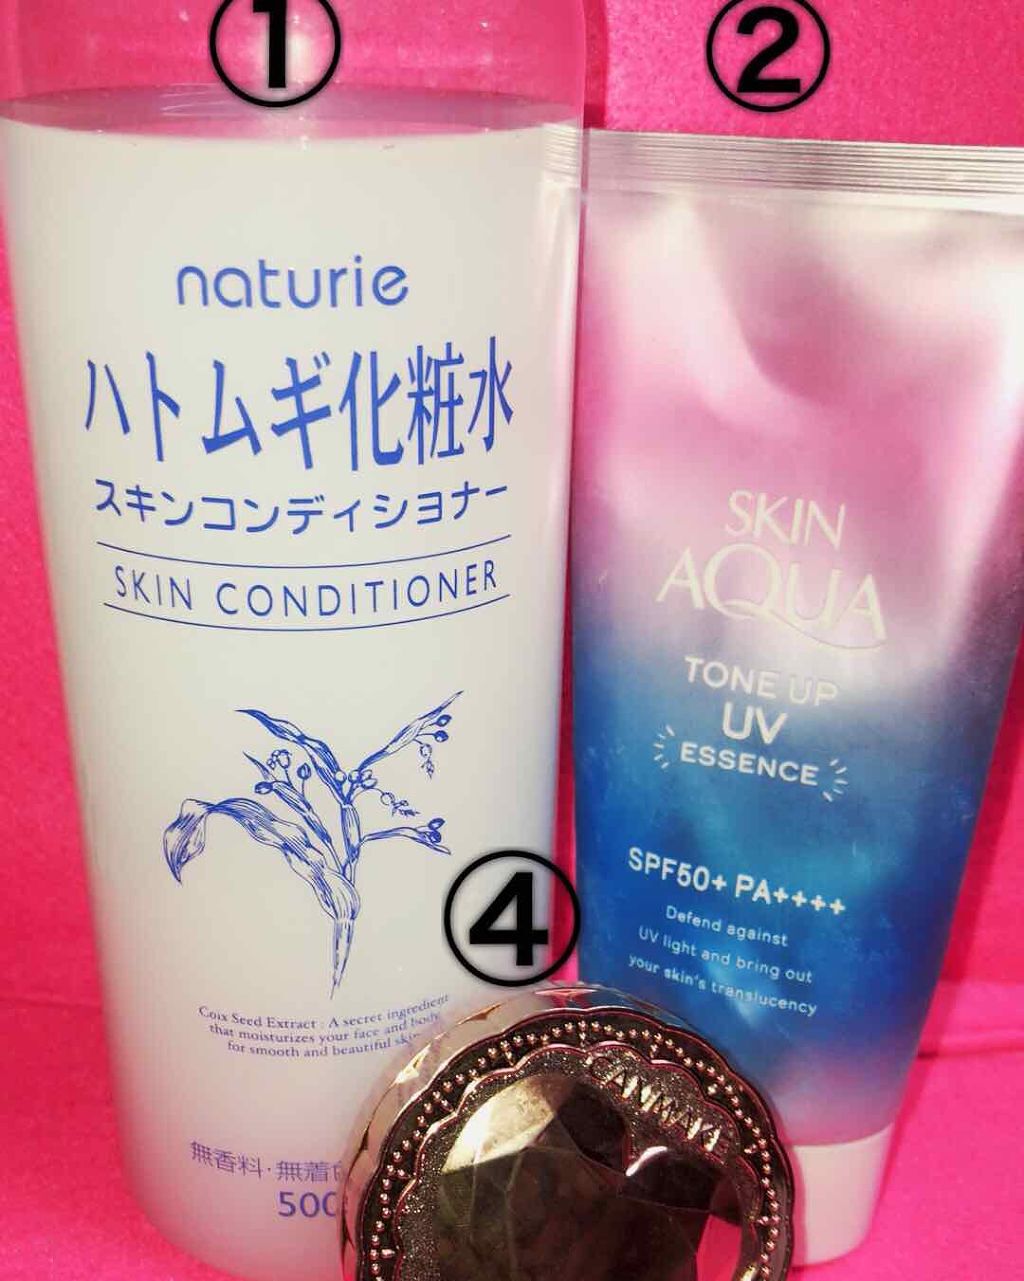 ①
②
naturie
ハトムギ化粧水
スキンコンディショナー
SKIN CONDITIONER
Coix Seed Extract : A secret ingredient
that moisturizes your face and body
for smooth and beautiful skin
無香料・無着色
500
SKIN
AQUA
TONE UP
UV
ESSENCE
SPF50+ PA++++
Defend against
UV light and bring out
your skin's translucency
④
CANMAKE